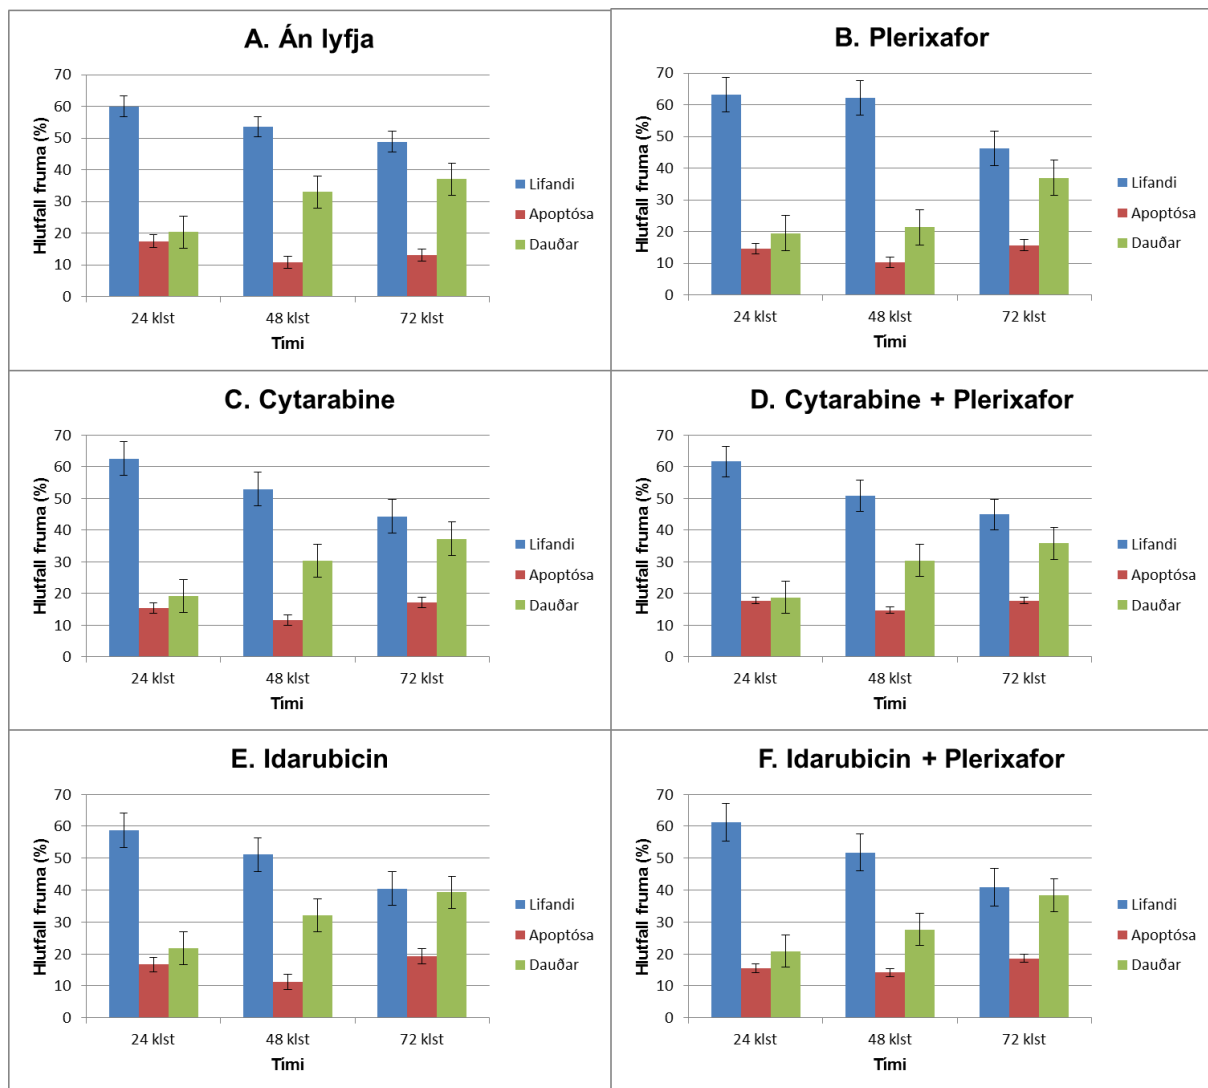 A. Án lyfja
Hlutfall fruma (%)
70
60
50
40
30
20
10
0
24 klst
48 klst
72 klst
Tími
Lifandi
Apoptósa
Dauðar
B. Plerixafor
Hlutfall fruma (%)
70
60
50
40
30
20
10
0
24 klst
48 klst
72 klst
Tími
Lifandi
Apoptósa
Dauðar
C. Cytarabine
Hlutfall fruma (%)
70
60
50
40
30
20
10
0
24 klst
48 klst
72 klst
Tími
Lifandi
Apoptósa
Dauðar
D. Cytarabine + Plerixafor
Hlutfall fruma (%)
70
60
50
40
30
20
10
0
24 klst
48 klst
72 klst
Tími
Lifandi
Apoptósa
Dauðar
E. Idarubicin
Hlutfall fruma (%)
70
60
50
40
30
20
10
0
24 klst
48 klst
72 klst
Tími
Lifandi
Apoptósa
Dauðar
F. Idarubicin + Plerixafor
Hlutfall fruma (%)
70
60
50
40
30
20
10
0
24 klst
48 klst
72 klst
Tími
Lifandi
Apoptósa
Dauðar